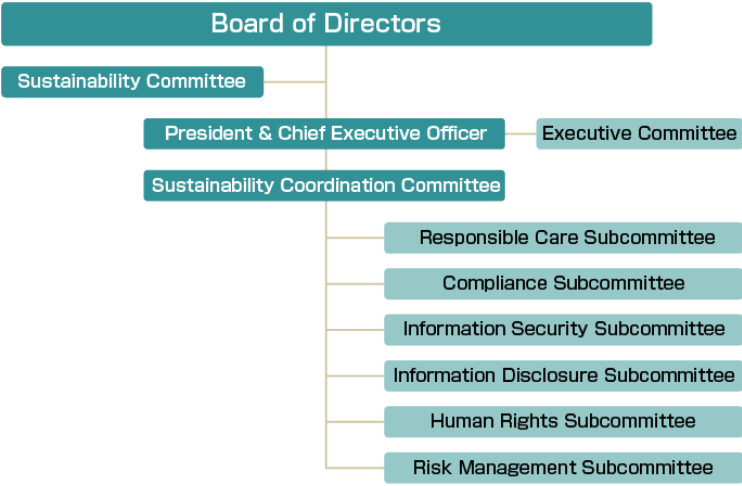 Board of Directors
Sustainability Committee
President & Chief Executive Officer
Executive Committee
Sustainability Coordination Committee
Responsible Care Subcommittee
Compliance Subcommittee
Information Security Subcommittee
Information Disclosure Subcommittee
Human Rights Subcommittee
Risk Management Subcommittee